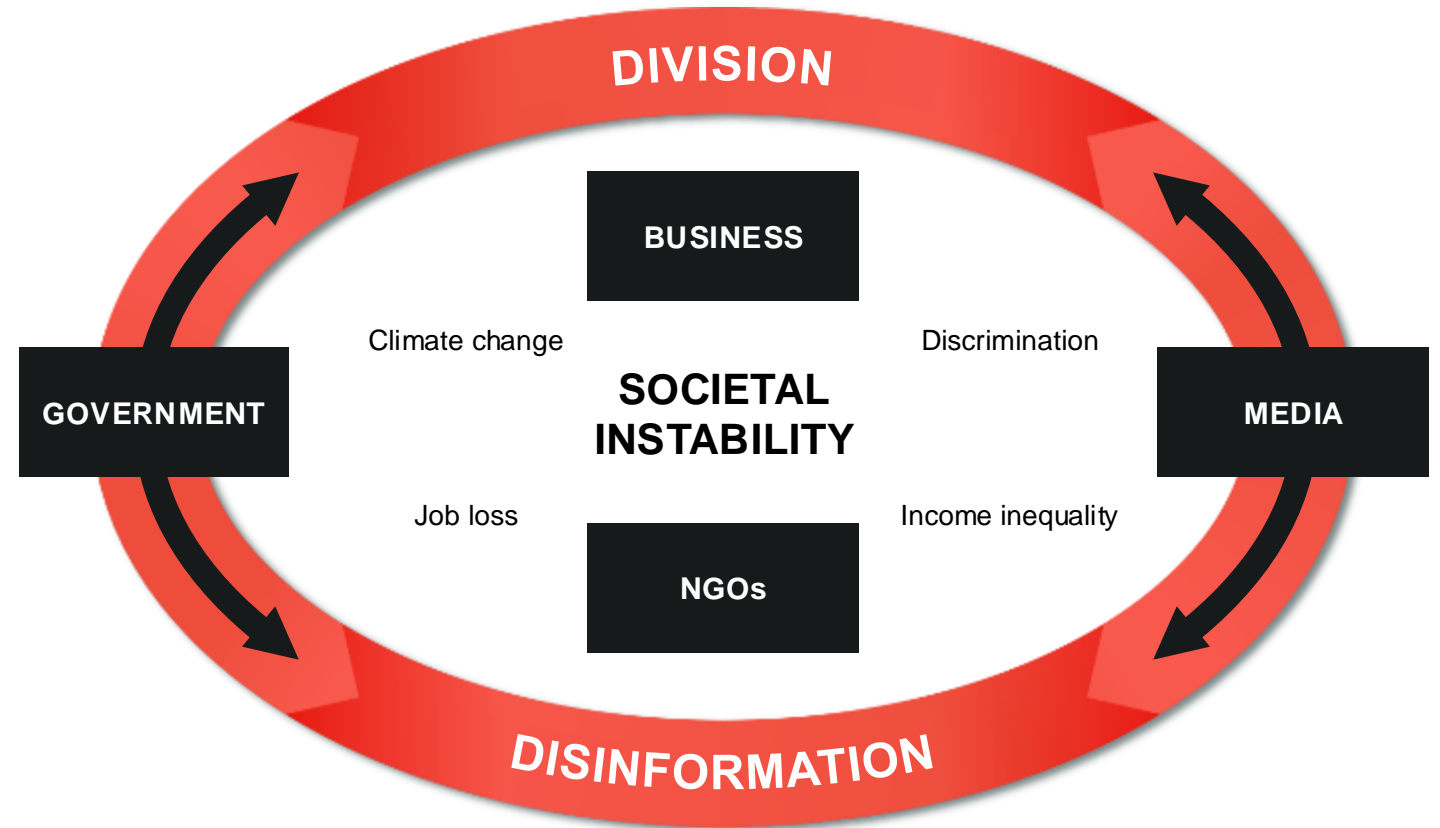 DIVISION
BUSINESS
Climate change
Discrimination
SOCIETAL
INSTABILITY
GOVERNMENT
MEDIA
Job loss
Income inequality
NGOs
DISINFORMATION